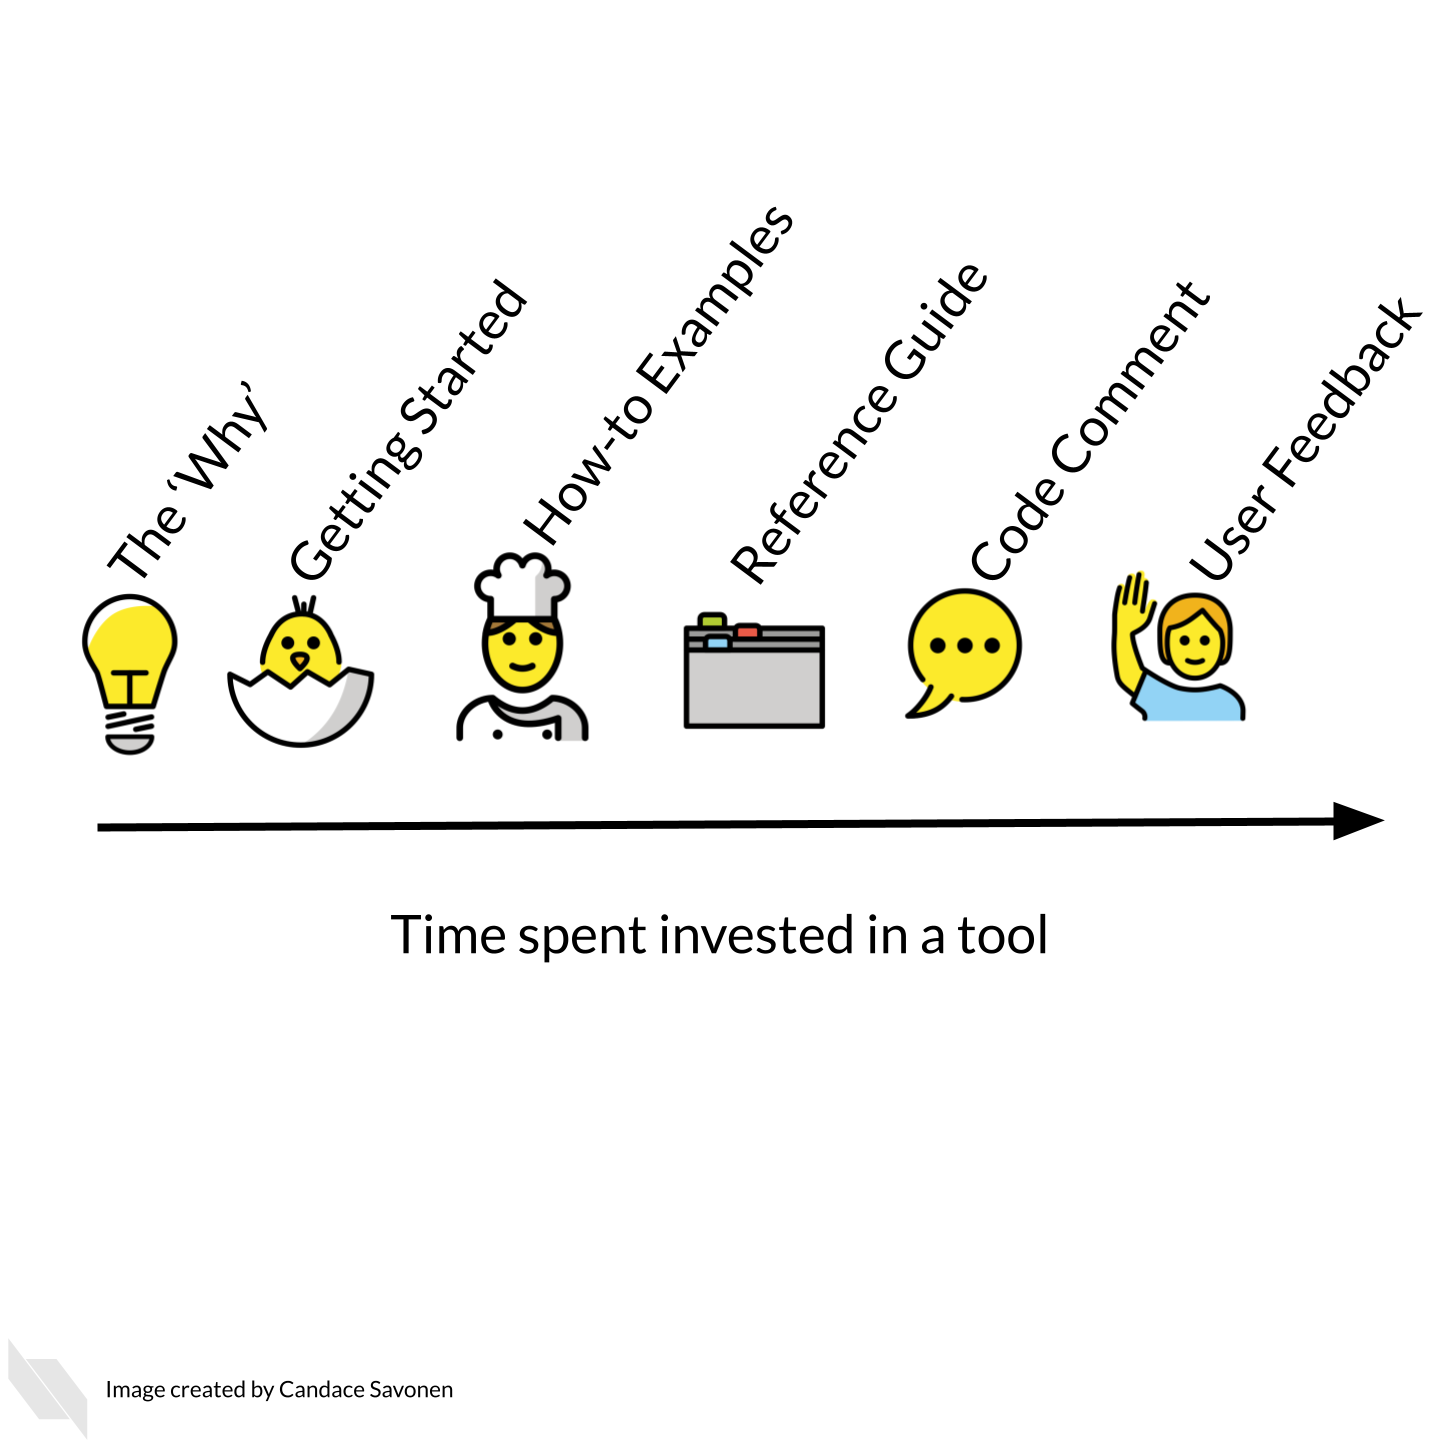 The ‘Why’
Getting Started
How-to Examples
Reference Guide
Code Comment
User Feedback
Time spent invested in a tool
Image created by Candace Savonen